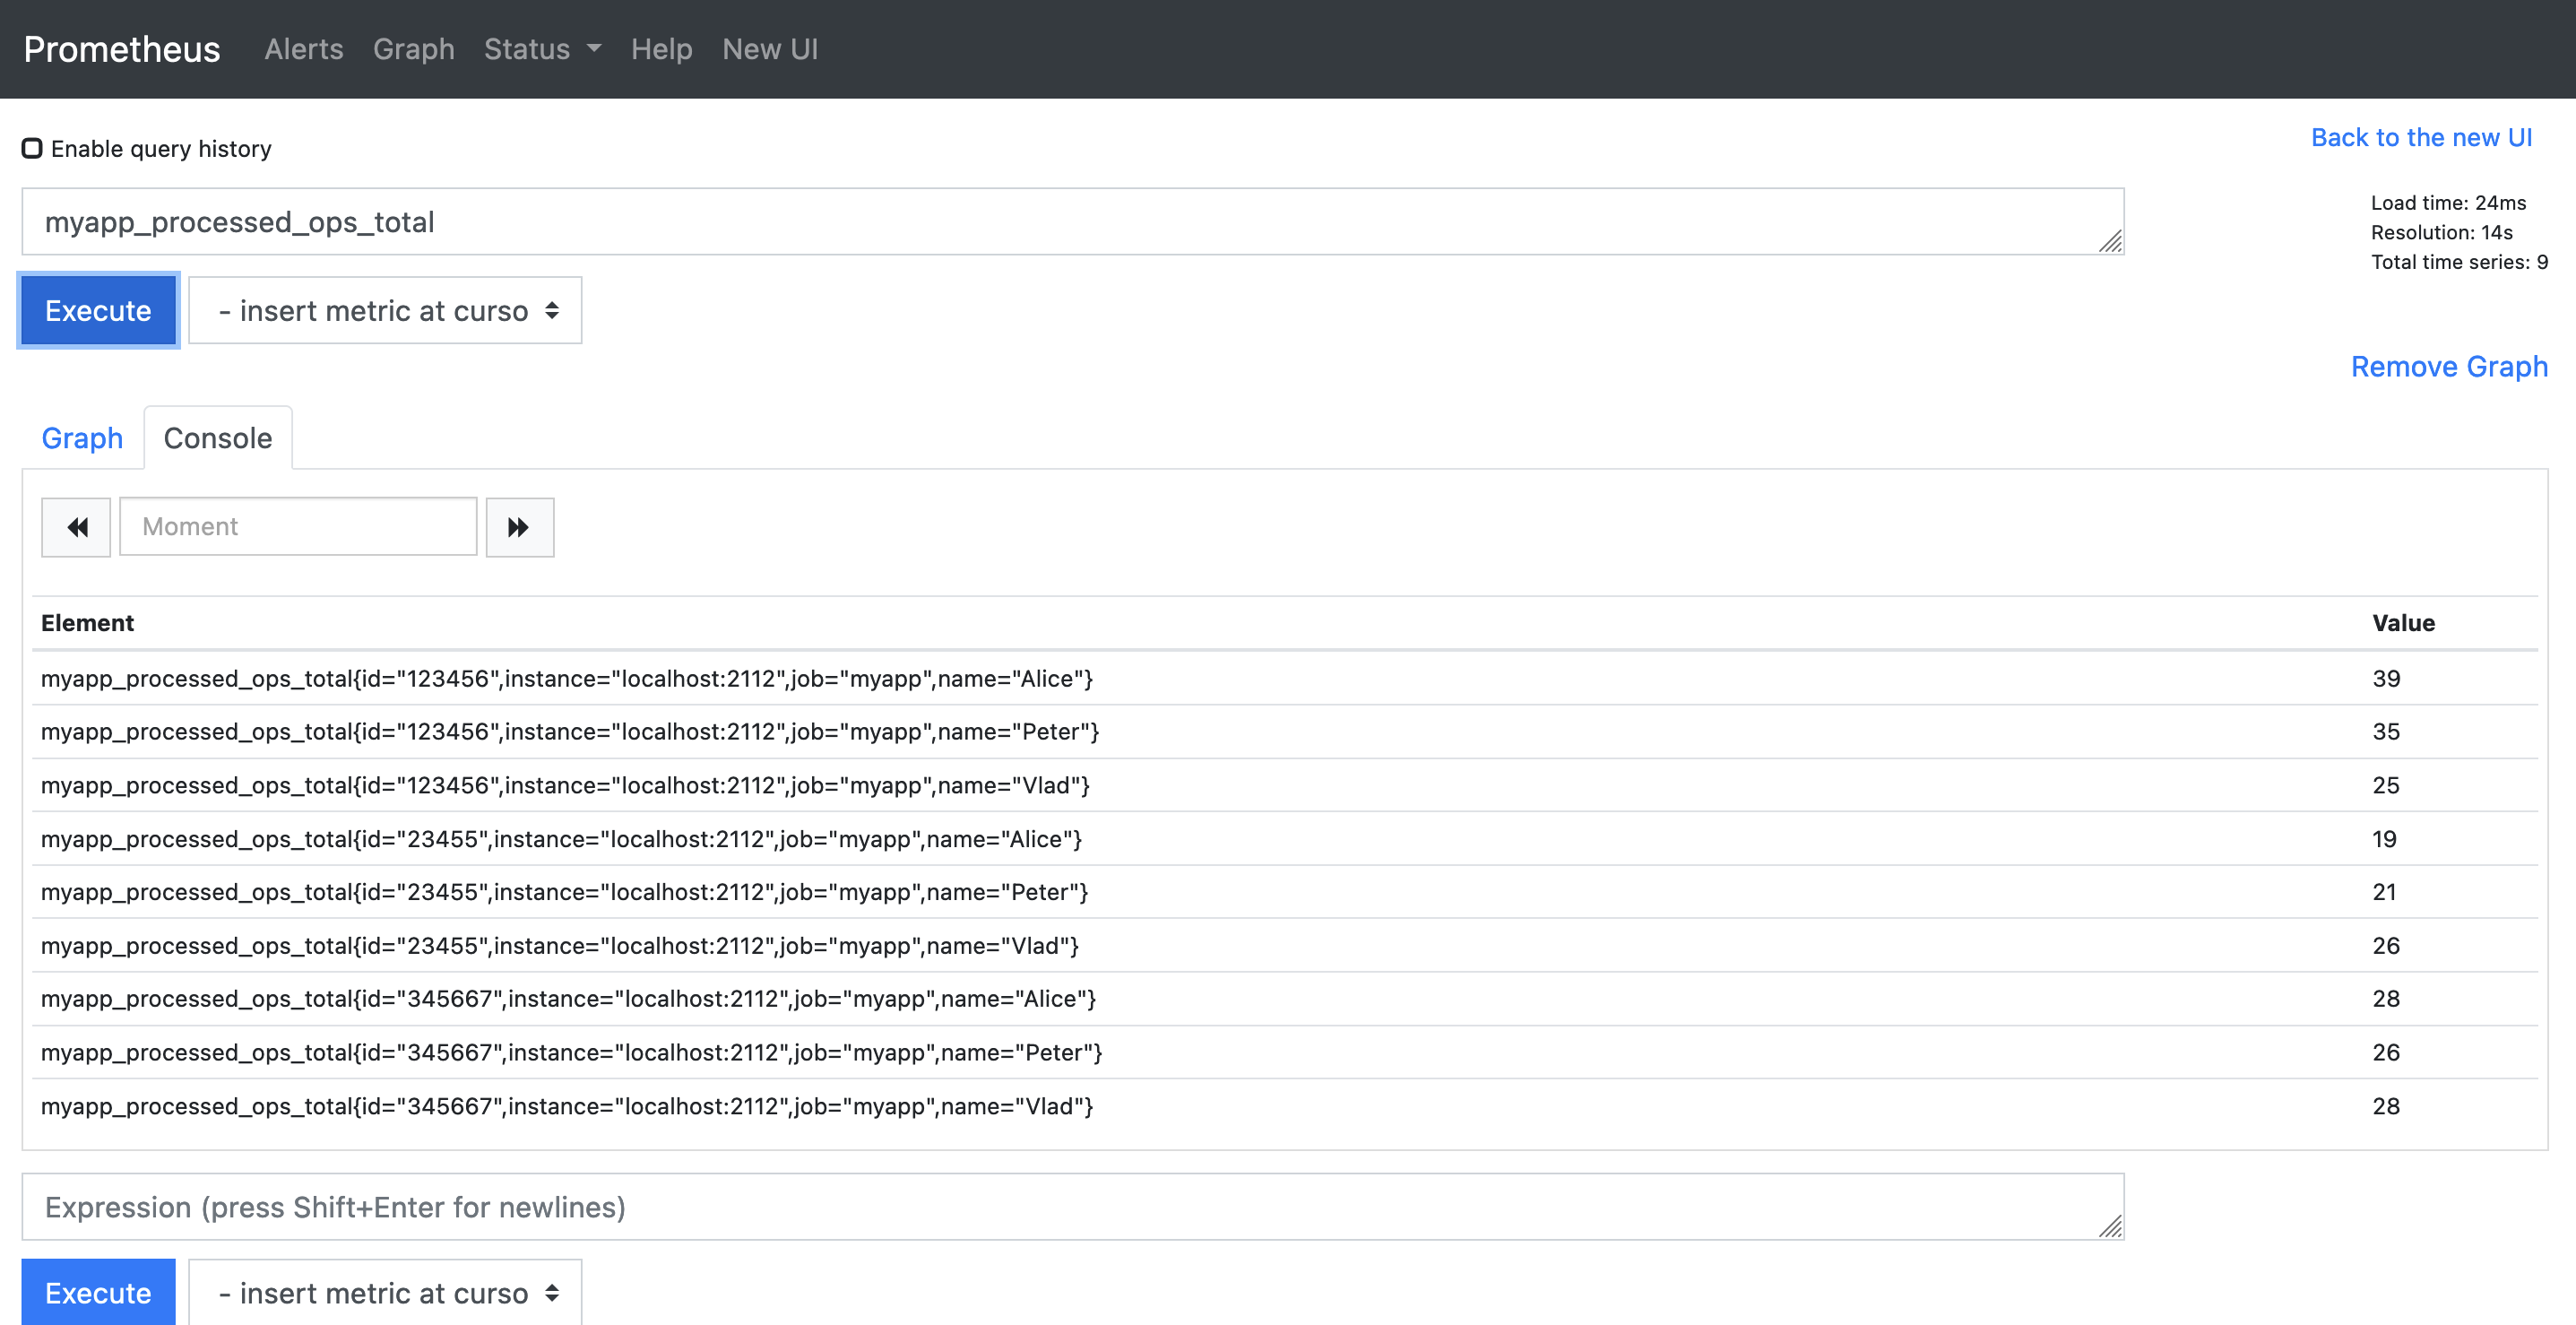 Prometheus Alerts Graph Status Help New UI
Enable query history
Back to the new UI
myapp_processed_ops_total
Load time: 24ms
Resolution: 14s
Total time series: 9
Execute - insert metric at curso
Remove Graph
Graph Console
Moment
Element Value
myapp_processed_ops_total{id="123456",instance="localhost:2112",job="myapp",name="Alice"} 39
myapp_processed_ops_total{id="123456",instance="localhost:2112",job="myapp",name="Peter"} 35
myapp_processed_ops_total{id="123456",instance="localhost:2112",job="myapp",name="Vlad"} 25
myapp_processed_ops_total{id="23455",instance="localhost:2112",job="myapp",name="Alice"} 19
myapp_processed_ops_total{id="23455",instance="localhost:2112",job="myapp",name="Peter"} 21
myapp_processed_ops_total{id="23455",instance="localhost:2112",job="myapp",name="Vlad"} 26
myapp_processed_ops_total{id="345667",instance="localhost:2112",job="myapp",name="Alice"} 28
myapp_processed_ops_total{id="345667",instance="localhost:2112",job="myapp",name="Peter"} 26
myapp_processed_ops_total{id="345667",instance="localhost:2112",job="myapp",name="Vlad"} 28
Expression (press Shift+Enter for newlines)
Execute - insert metric at curso